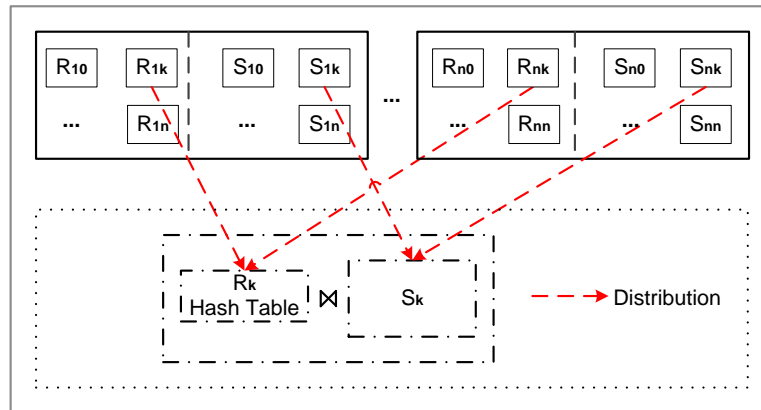 R10 R1k S10 S1k Rn0 Rnk Sn0 Snk
... R1n ... S1n ... ... Rnn ... Snn
Rk
Hash Table ⋈ Sk
Distribution